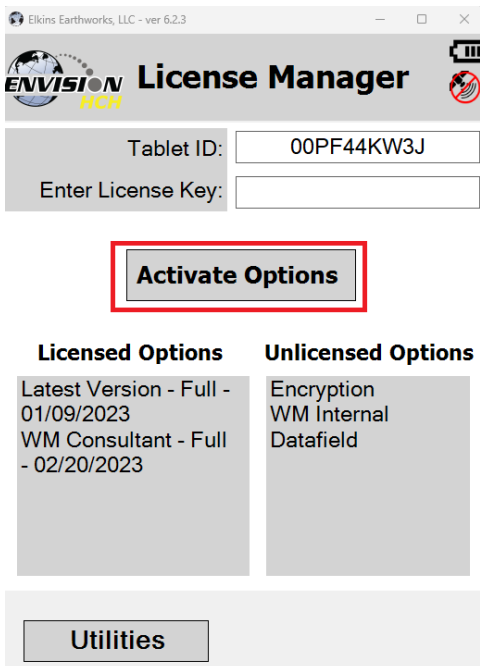 Elkins Earthworks, LLC - ver 6.2.3
ENVISION
HCH
License Manager
Tablet ID:
00PF44KW3J
Enter License Key:
Activate Options
Licensed Options
Latest Version - Full -
01/09/2023
WM Consultant - Full
- 02/20/2023
Unlicensed Options
Encryption
WM Internal
Datafield
Utilities